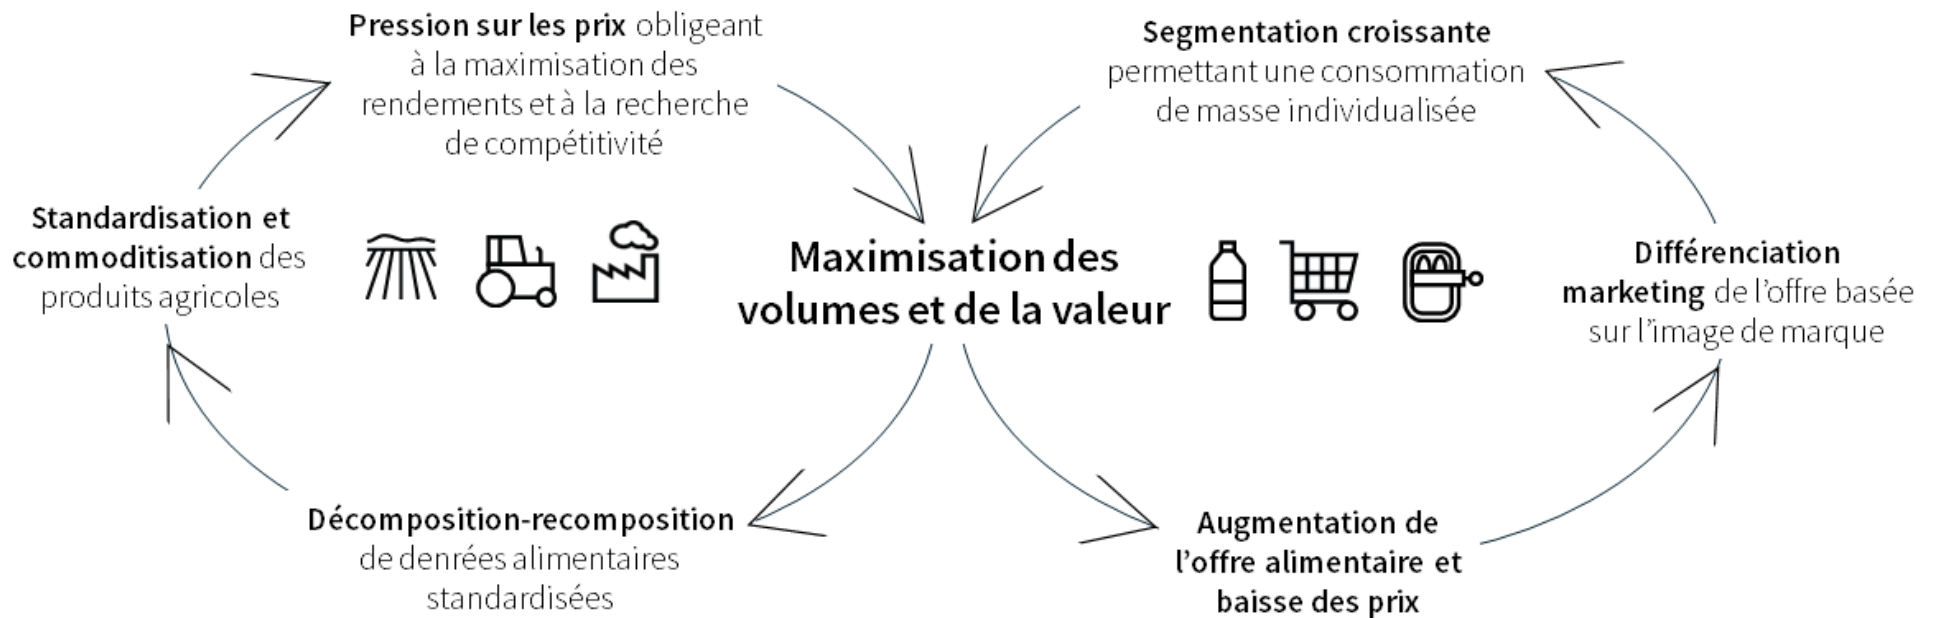 Pression sur les prix obligeant
à la maximisation des
rendements et à la recherche
de compétitivité
Segmentation croissante
permettant une consommation
de masse individualisée
Standardisation et
commoditisation des
produits agricoles
Maximisation des
volumes et de la valeur
Différenciation
marketing de l’offre basée
sur l’image de marque
Décomposition-recomposition
de denrées alimentaires
standardisées
Augmentation de
l’offre alimentaire et
baisse des prix